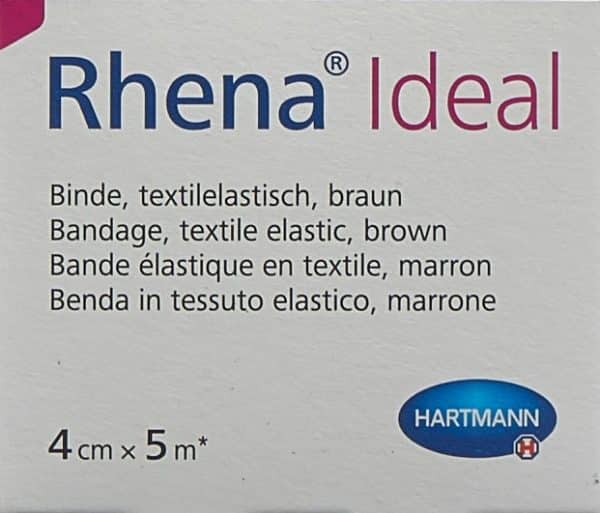 Rhena® Ideal
Binde, textilelastisch, braun
Bandage, textile elastic, brown
Bande élastique en textile, marron
Benda in tessuto elastico, marrone
4 cm x 5 m*
HARTMANN
H